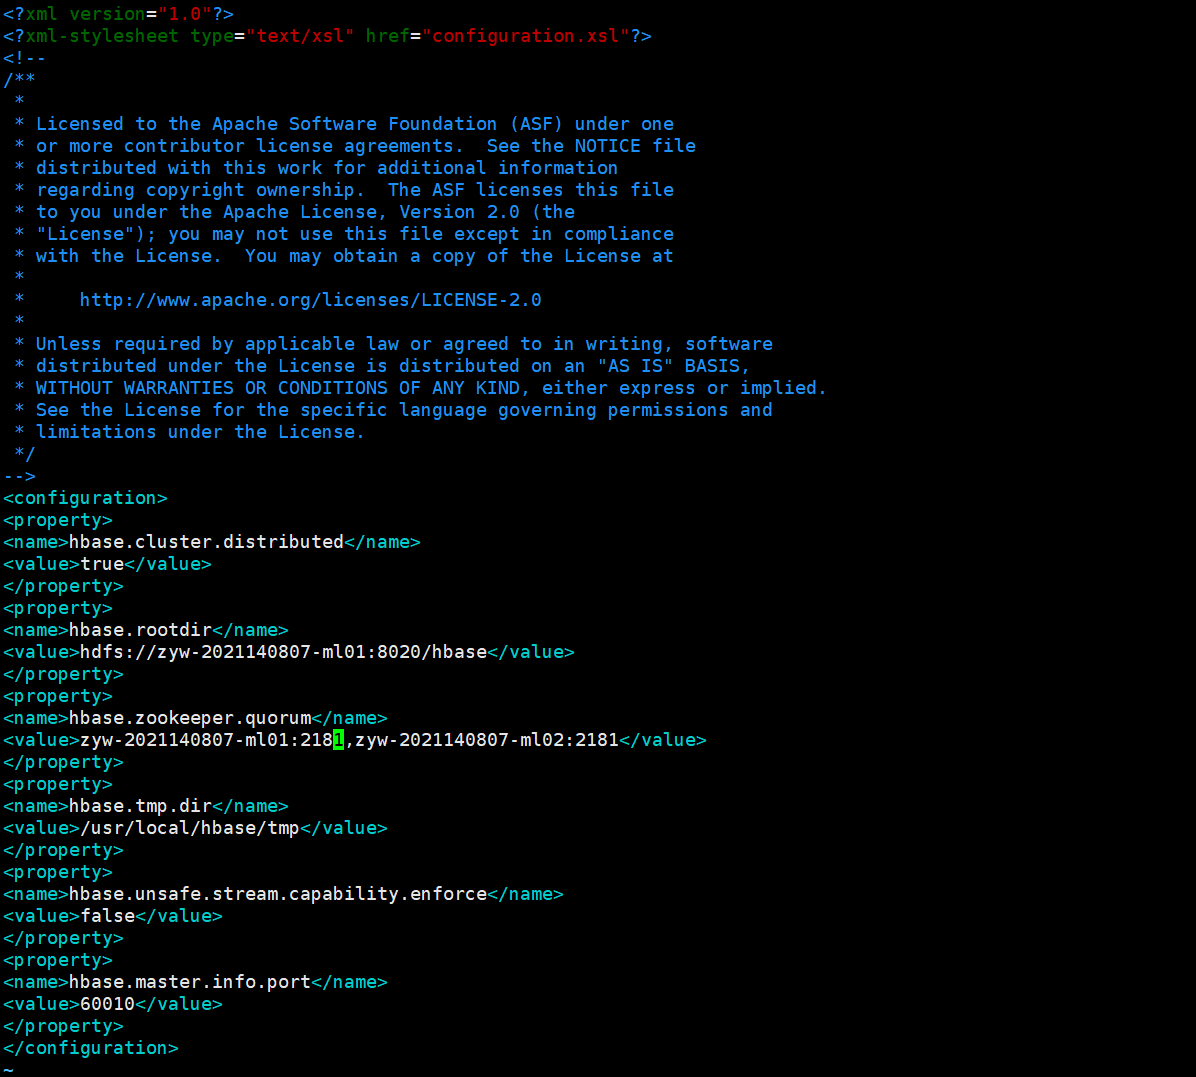 <?xml version="1.0"?>
<?xml-stylesheet type="text/xsl" href="configuration.xsl"?>
<!--
/**
 *
 * Licensed to the Apache Software Foundation (ASF) under one
 * or more contributor license agreements.  See the NOTICE file
 * distributed with this work for additional information
 * regarding copyright ownership.  The ASF licenses this file
 * to you under the Apache License, Version 2.0 (the
 * "License"); you may not use this file except in compliance
 * with the License.  You may obtain a copy of the License at
 *
 *     http://www.apache.org/licenses/LICENSE-2.0
 *
 * Unless required by applicable law or agreed to in writing, software
 * distributed under the License is distributed on an "AS IS" BASIS,
 * WITHOUT WARRANTIES OR CONDITIONS OF ANY KIND, either express or implied.
 * See the License for the specific language governing permissions and
 * limitations under the License.
 */
-->
<configuration>
<property>
<name>hbase.cluster.distributed</name>
<value>true</value>
</property>
<property>
<name>hbase.rootdir</name>
<value>hdfs://zyw-2021140807-ml01:8020/hbase</value>
</property>
<property>
<name>hbase.zookeeper.quorum</name>
<value>zyw-2021140807-ml01:2181,zyw-2021140807-ml02:2181</value>
</property>
<property>
<name>hbase.tmp.dir</name>
<value>/usr/local/hbase/tmp</value>
</property>
<property>
<name>hbase.unsafe.stream.capability.enforce</name>
<value>false</value>
</property>
<property>
<name>hbase.master.info.port</name>
<value>60010</value>
</property>
</configuration>
~